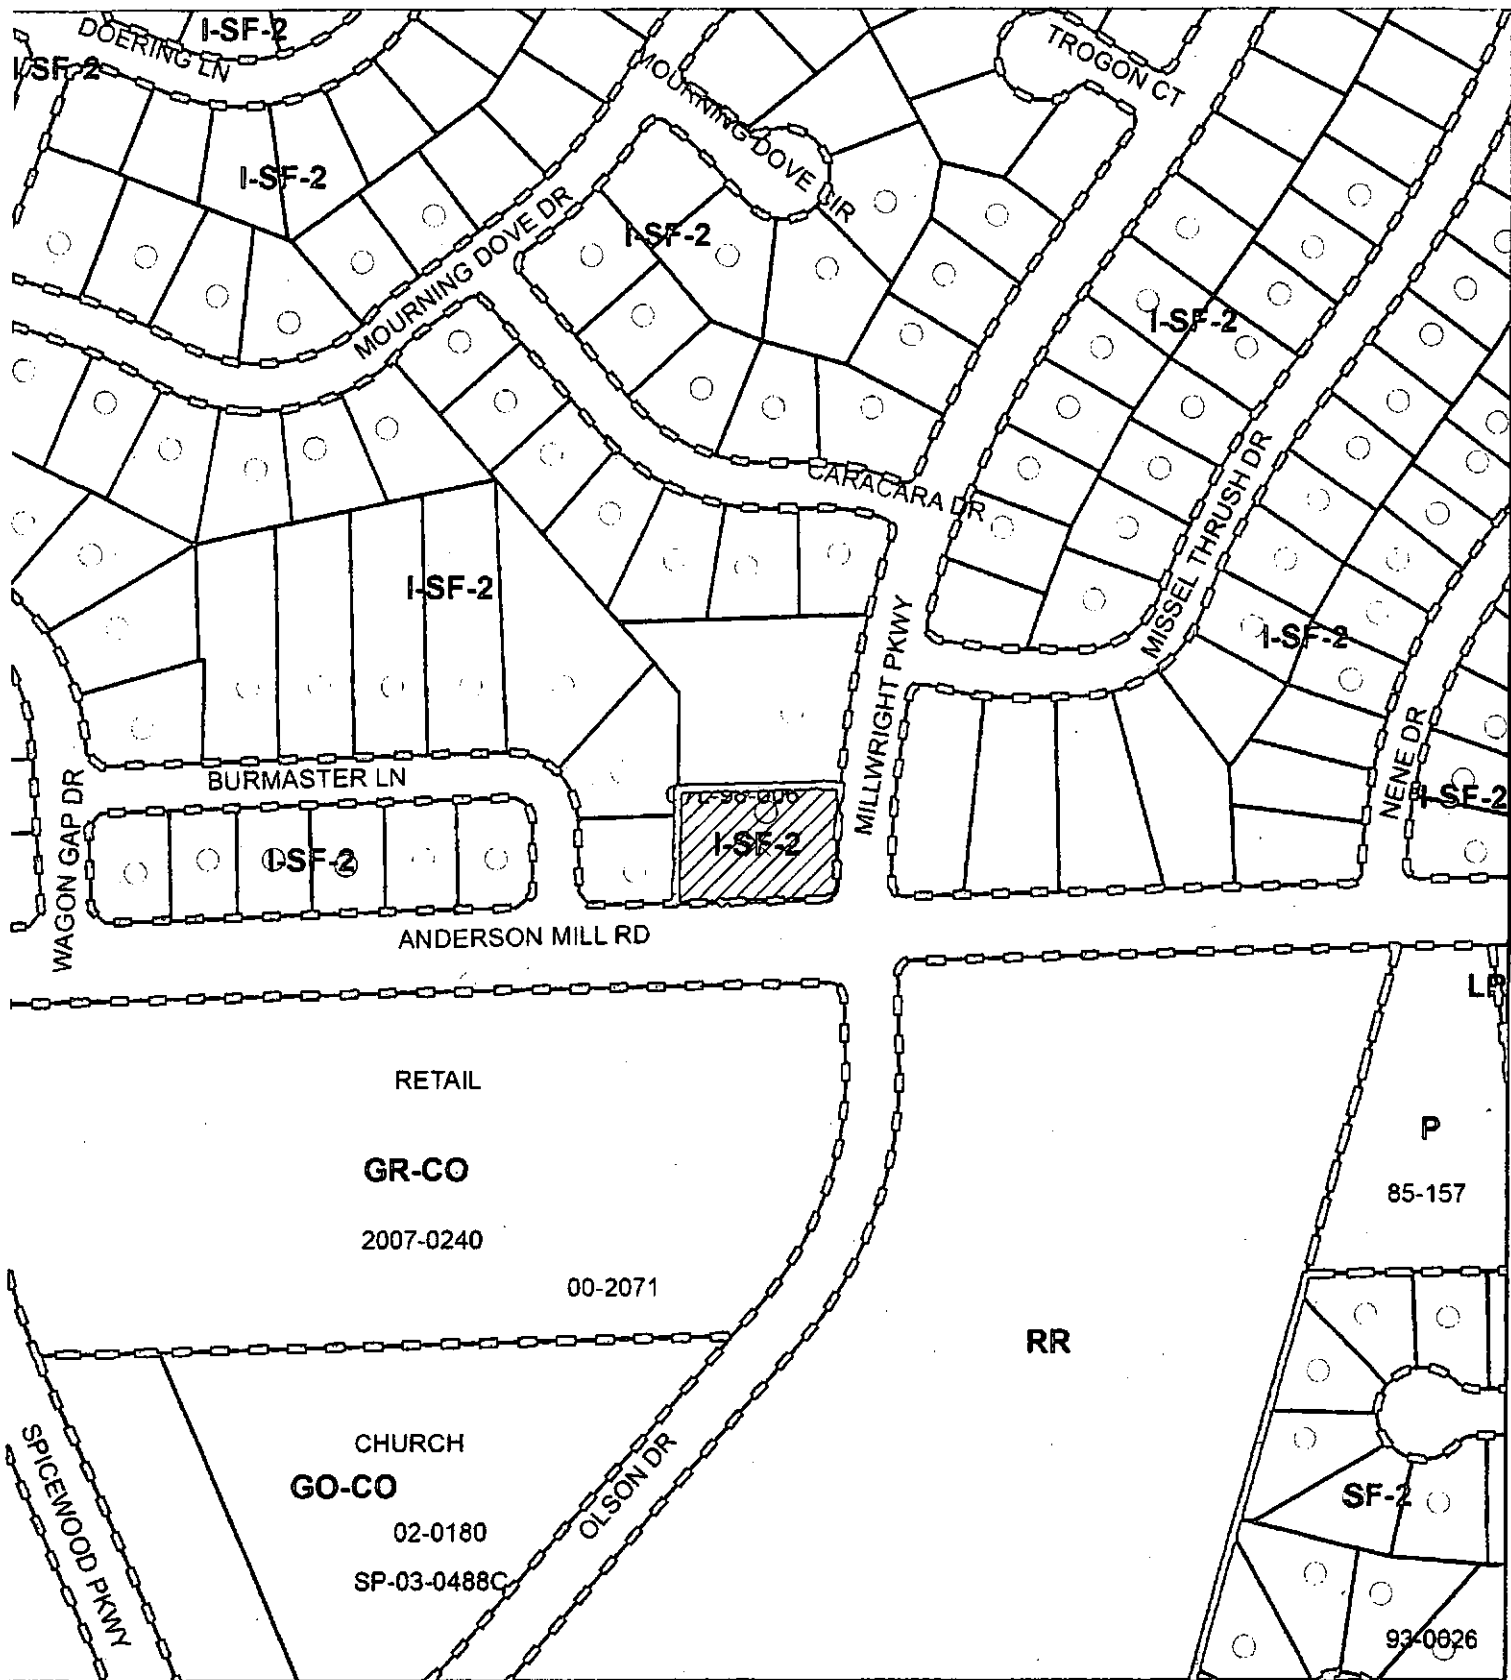 I-SF-2
DOERING LN
I-SF-2
MOURNING DOVE CIR
TROGON CT
I-SF-2
MOURNING DOVE DR
I-SF-2
I-SF-2
CARACARA DR
MISSEL THRUSH DR
I-SF-2
MILLWRIGHT PKWY
I-SF-2
NENE DR
I-SF-2
BURMASTER LN
WAGON GAP DR
I-SF-2
I-SF-2
ANDERSON MILL RD
RETAIL
GR-CO
2007-0240
00-2071
P
85-157
RR
CHURCH
GO-CO
02-0180
SP-03-0488C
OLSON DR
SPICEWOOD PKWY
SF-2
93-0026